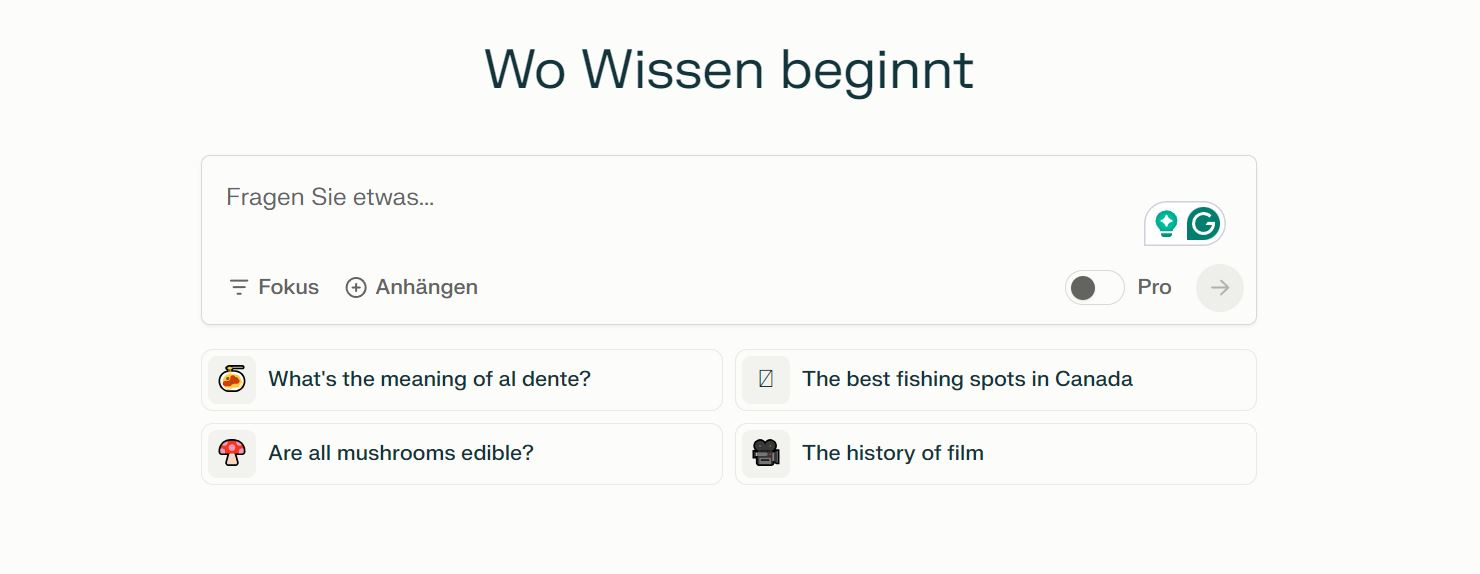 Wo Wissen beginnt
Fragen Sie etwas...
Fokus Anhängen Pro
What's the meaning of al dente? The best fishing spots in Canada
Are all mushrooms edible? The history of film